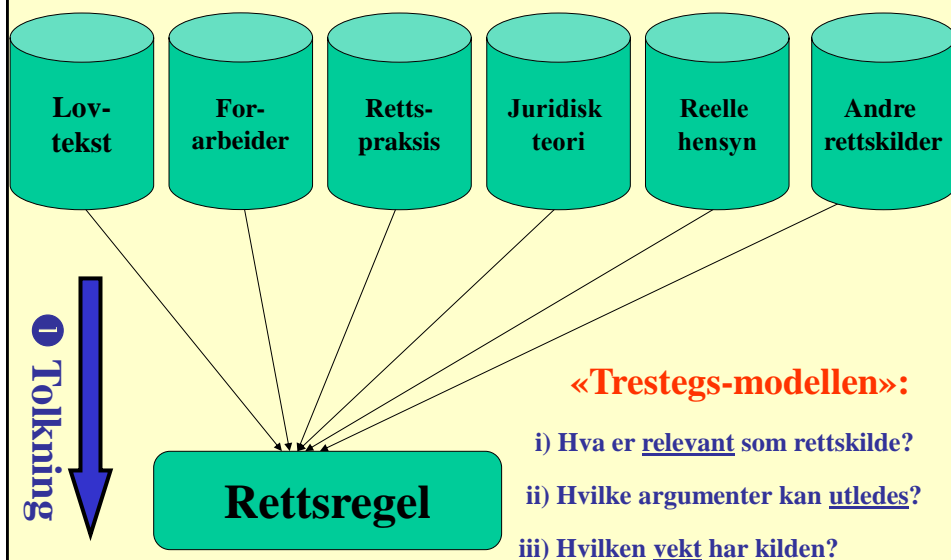 Lov-
tekst
For-
arbeider
Retts-
praksis
Juridisk
teori
Reelle
hensyn
Andre
rettskilder
❶ Tolkning
«Trestegs-modellen»:
i) Hva er relevant som rettskilde?
ii) Hvilke argumenter kan utledes?
iii) Hvilken vekt har kilden?
Rettsregel